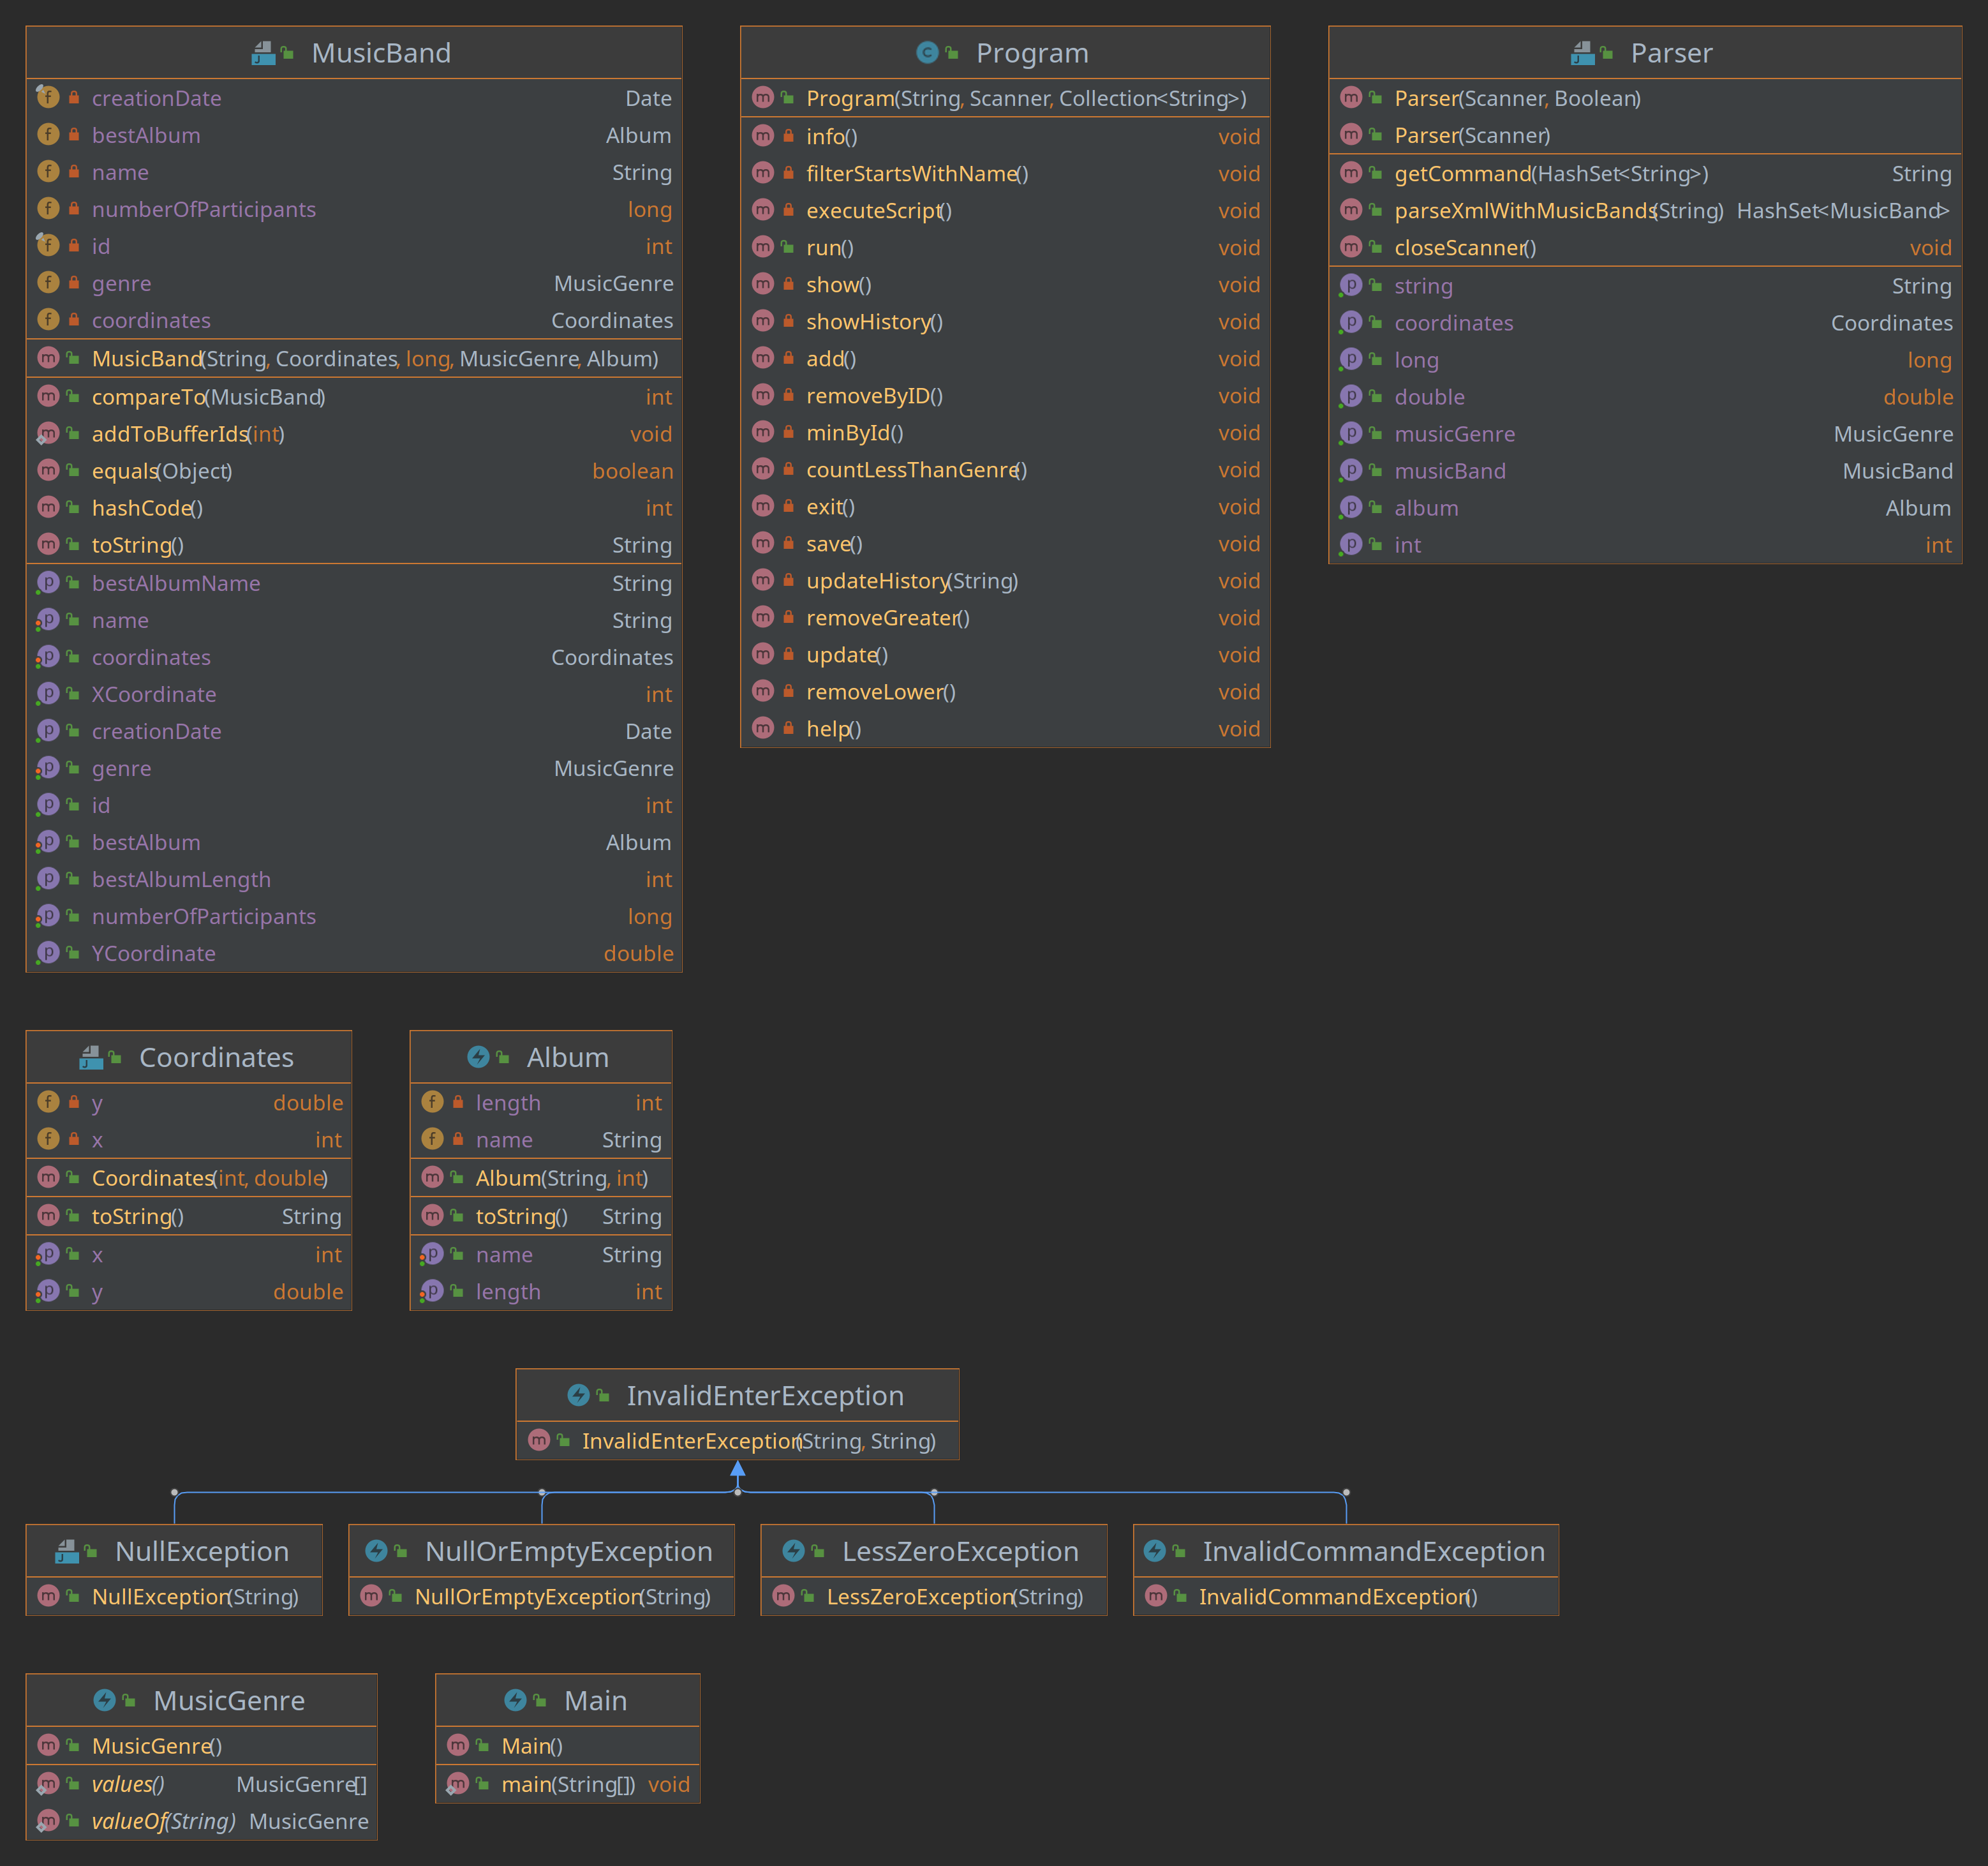 MusicBand
creationDate Date
bestAlbum Album
name String
numberOfParticipants long
id int
genre MusicGenre
coordinates Coordinates
MusicBand(String, Coordinates, long, MusicGenre, Album)
compareTo(MusicBand) int
addToBufferIds(int) void
equals(Object) boolean
hashCode() int
toString() String
bestAlbumName String
name String
coordinates Coordinates
XCoordinate int
creationDate Date
genre MusicGenre
id int
bestAlbum Album
bestAlbumLength int
numberOfParticipants long
YCoordinate double
Program
Program(String, Scanner, Collection<String>)
info() void
filterStartsWithName() void
executeScript() void
run() void
show() void
showHistory() void
add() void
removeByID() void
minById() void
countLessThanGenre() void
exit() void
save() void
updateHistory(String) void
removeGreater() void
update() void
removeLower() void
help() void
Parser
Parser(Scanner, Boolean)
Parser(Scanner)
getCommand(HashSet<String>) String
parseXmlWithMusicBands(String) HashSet<MusicBand>
closeScanner() void
string String
coordinates Coordinates
long long
double double
musicGenre MusicGenre
musicBand MusicBand
album Album
int int
Coordinates
y double
x int
Coordinates(int, double)
toString() String
x int
y double
Album
length int
name String
Album(String, int)
toString() String
name String
length int
InvalidEnterException
InvalidEnterException(String, String)
NullException
NullException(String)
NullOrEmptyException
NullOrEmptyException(String)
LessZeroException
LessZeroException(String)
InvalidCommandException
InvalidCommandException()
MusicGenre
MusicGenre()
values() MusicGenre[]
valueOf(String) MusicGenre
Main
Main()
main(String[]) void